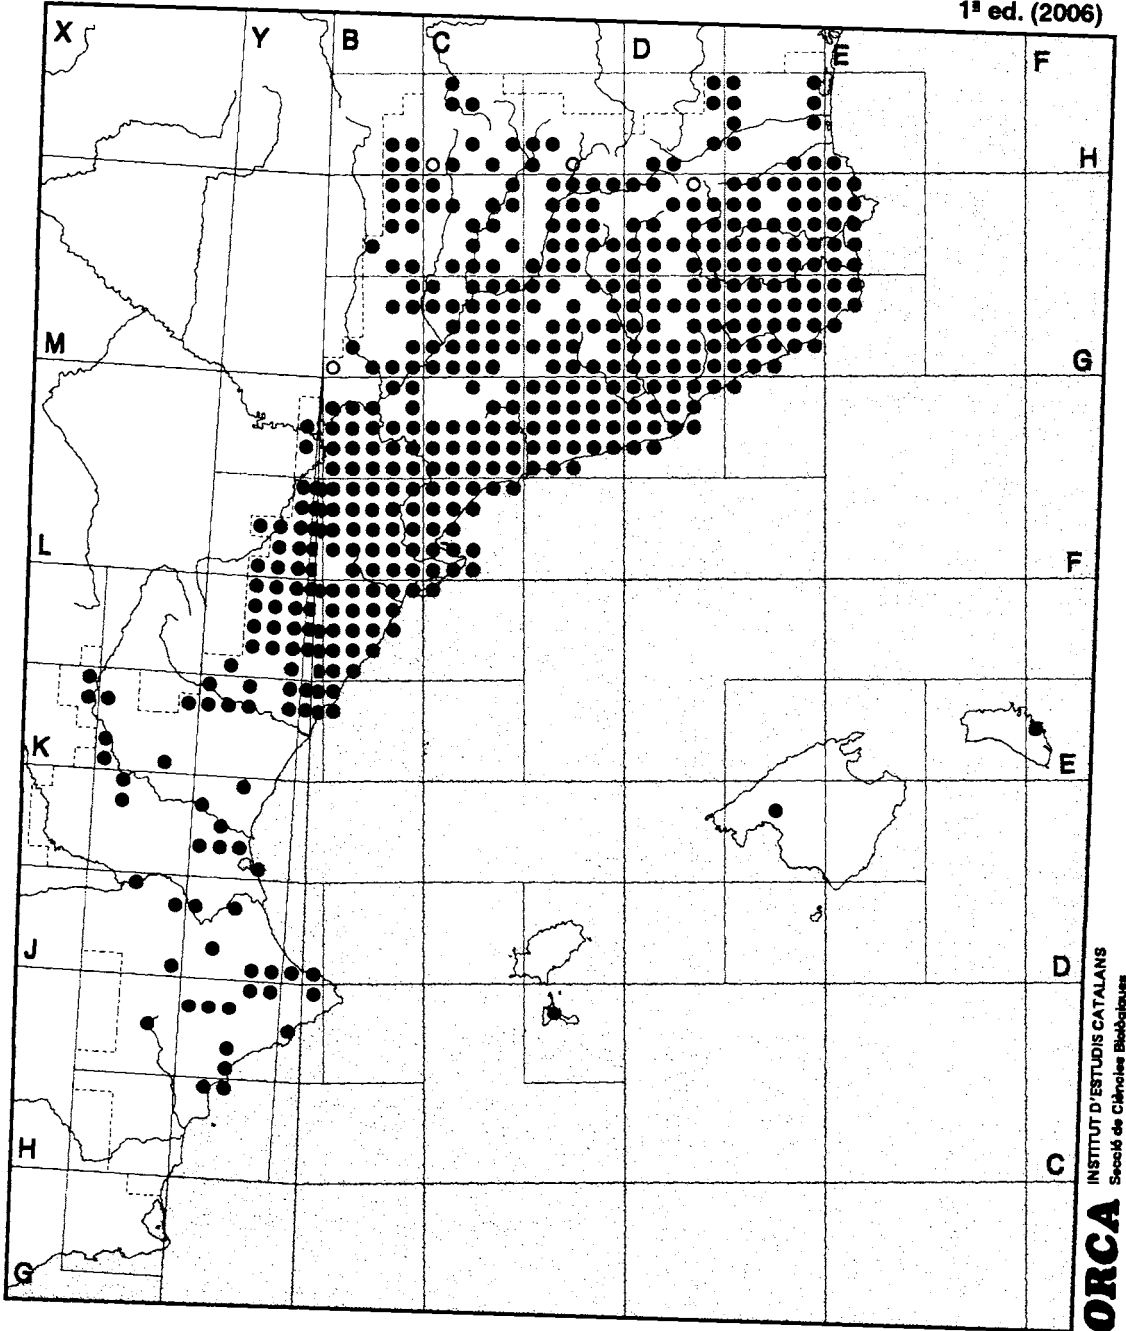 1ª ed. (2006)
X Y B C D E F
H
M G
L F
K E
J D
H C
G
INSTITUT D'ESTUDIS CATALANS
Secció de Ciències Biològiques
ORCA